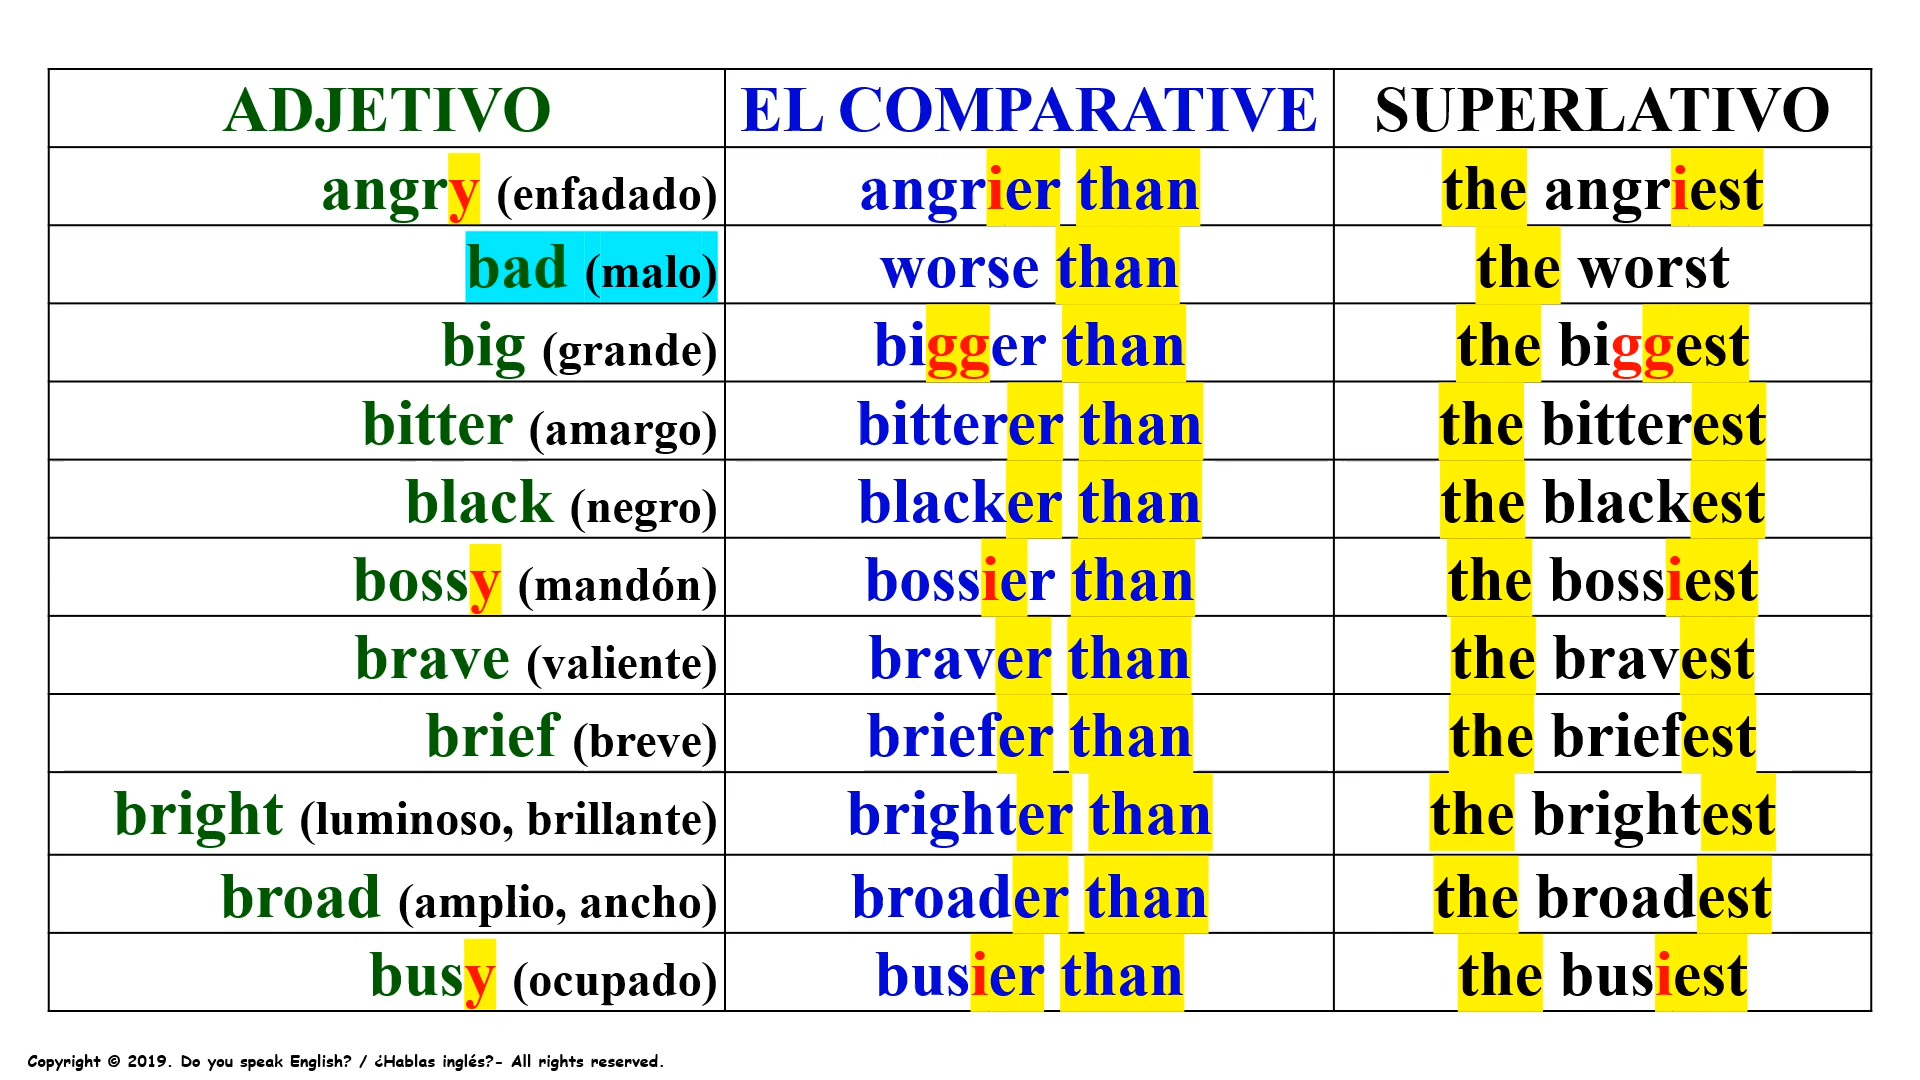 ADJETIVO EL COMPARATIVE SUPERLATIVO
angry (enfadado) angrier than the angriest
bad (malo) worse than the worst
big (grande) bigger than the biggest
bitter (amargo) bitterer than the bitterest
black (negro) blacker than the blackest
bossy (mandón) bossier than the bossiest
brave (valiente) braver than the bravest
brief (breve) briefer than the briefest
bright (luminoso, brillante) brighter than the brightest
broad (amplio, ancho) broader than the broadest
busy (ocupado) busier than the busiest
Copyright © 2019. Do you speak English? / ¿Hablas inglés?- All rights reserved.